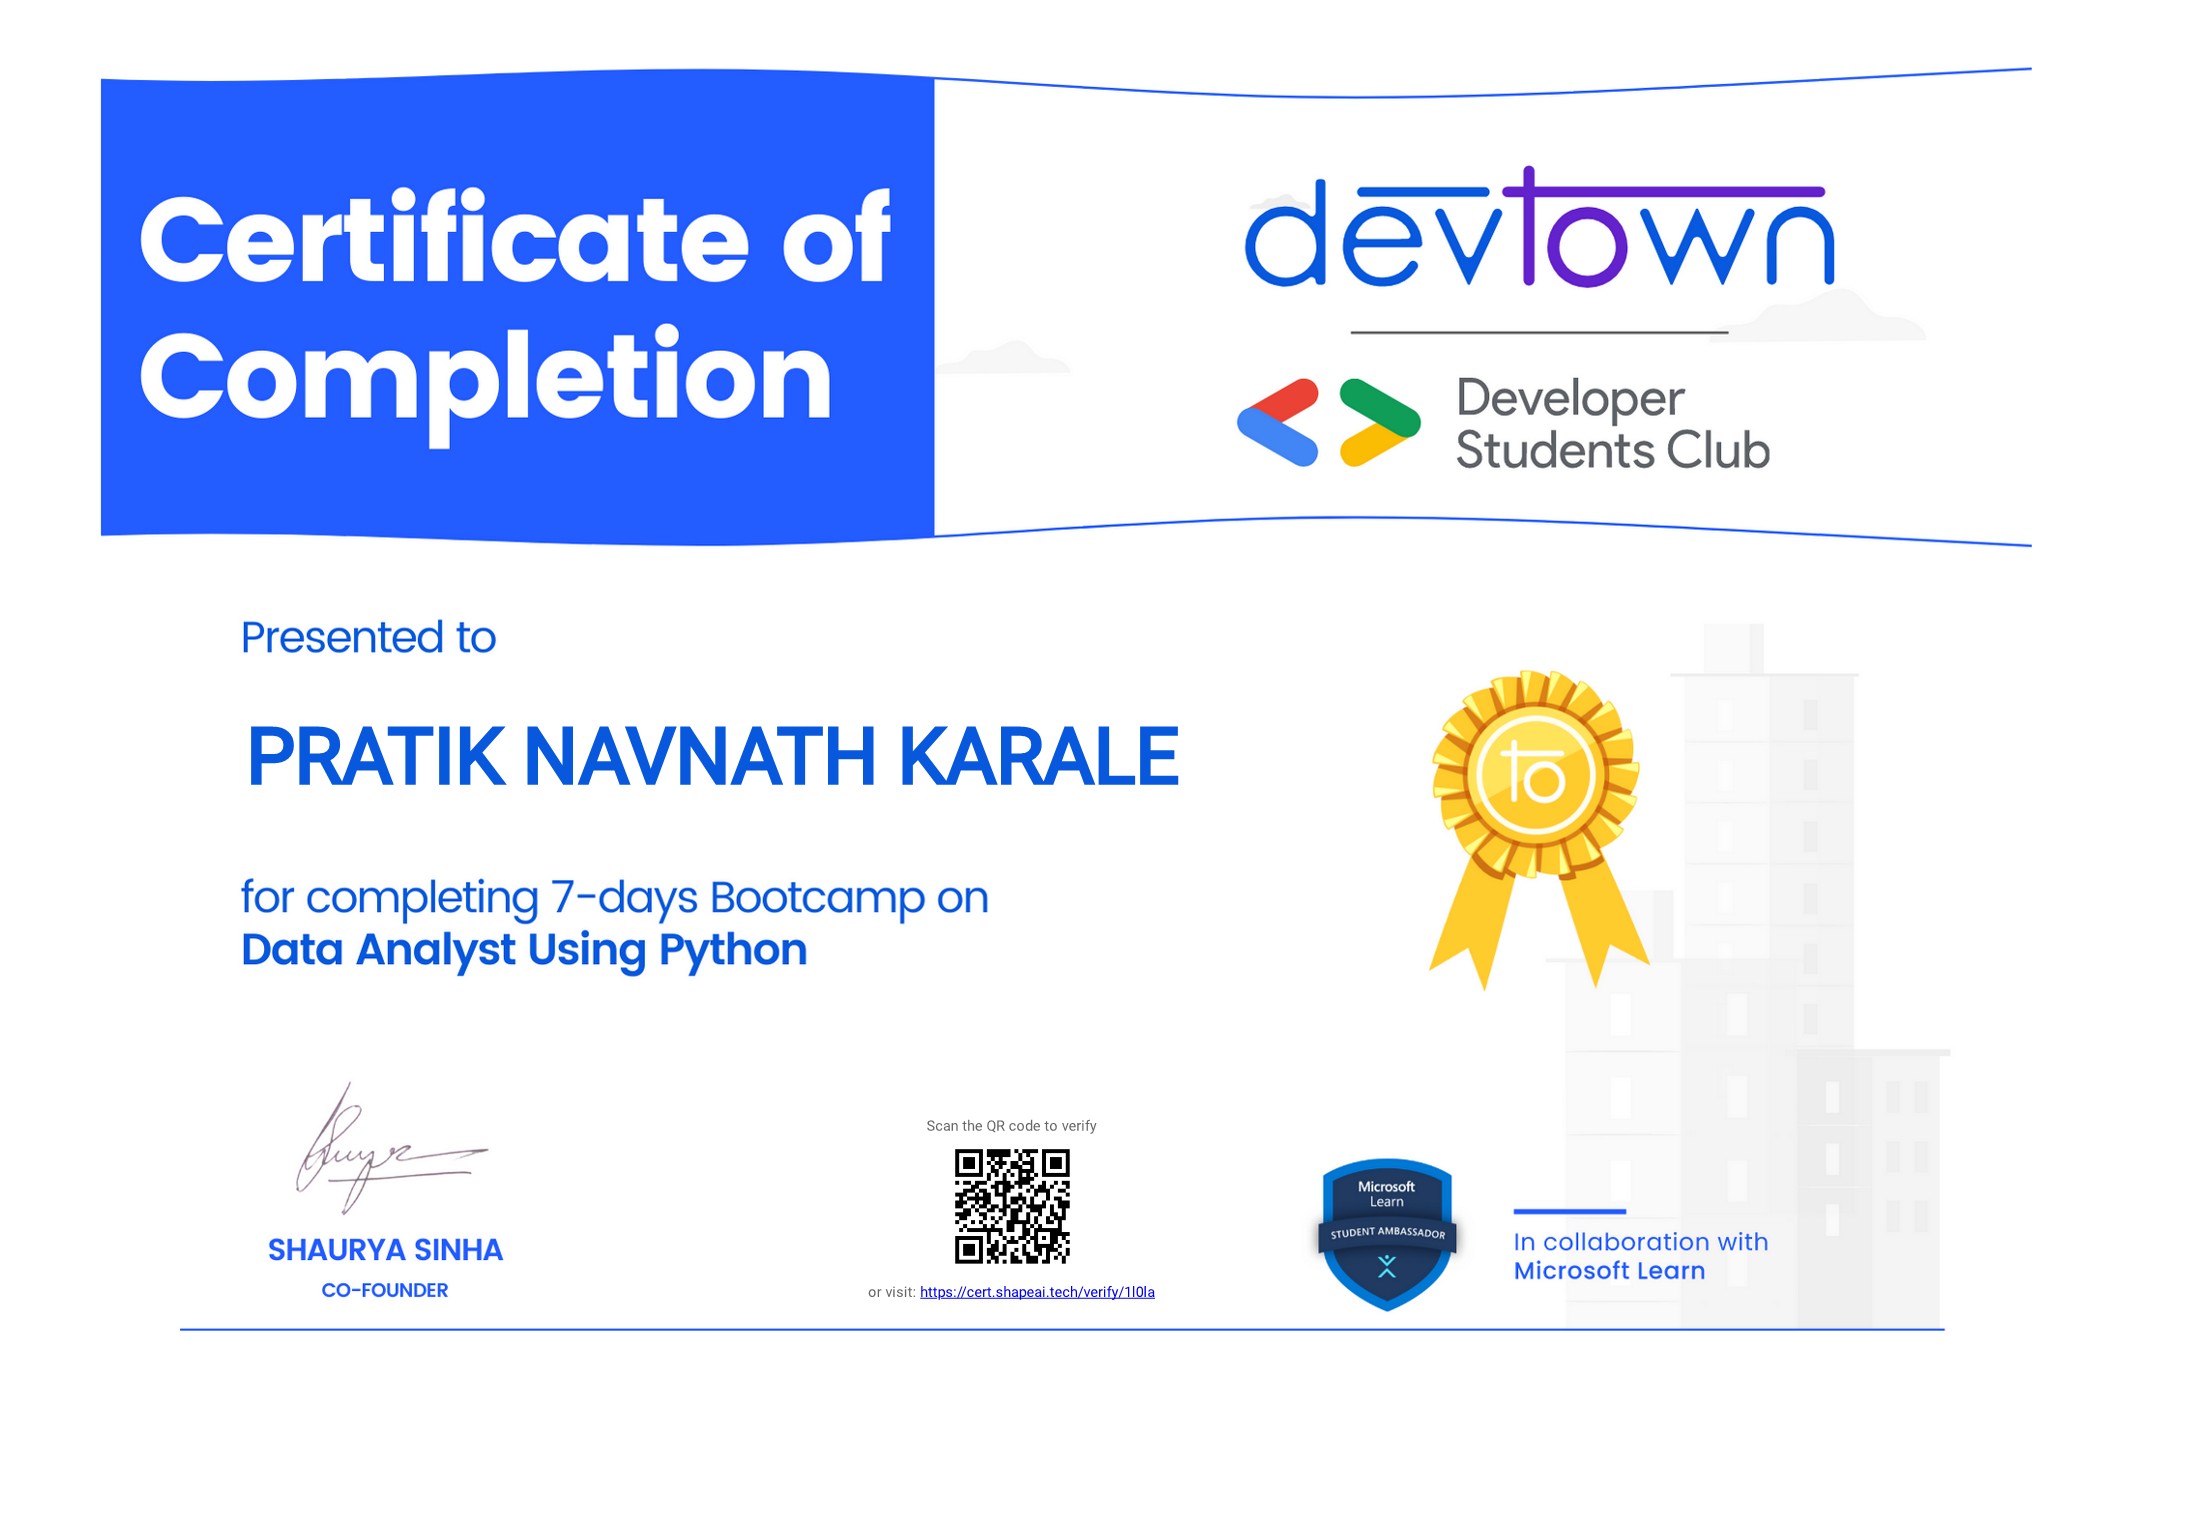 Certificate of
Completion
devtown
Developer
Students Club
Presented to
PRATIK NAVNATH KARALE
for completing 7-days Bootcamp on
Data Analyst Using Python
to
SHAURYA SINHA
CO-FOUNDER
Scan the QR code to verify
or visit: https://cert.shapeai.tech/verify/1l0la
Microsoft
Learn
STUDENT AMBASSADOR
In collaboration with
Microsoft Learn